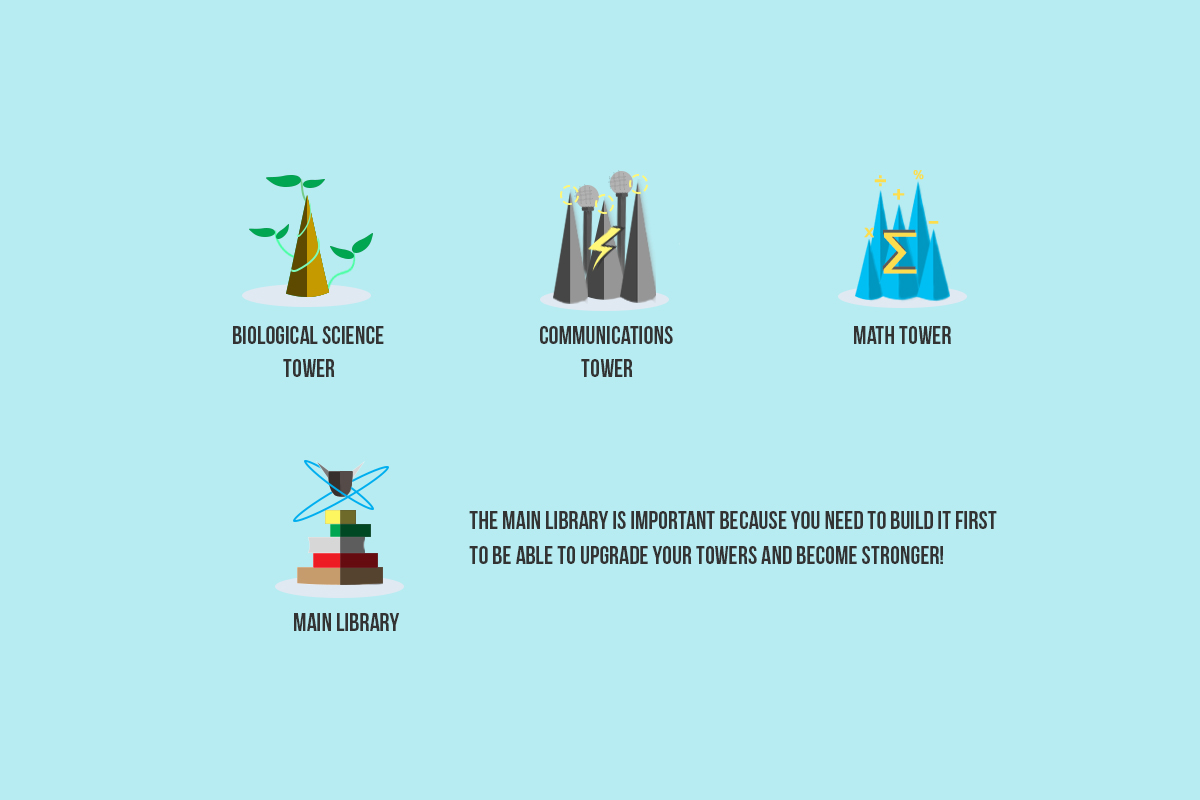 BIOLOGICAL SCIENCE
TOWER
COMMUNICATIONS
TOWER
MATH TOWER
MAIN LIBRARY
THE MAIN LIBRARY IS IMPORTANT BECAUSE YOU NEED TO BUILD IT FIRST
TO BE ABLE TO UPGRADE YOUR TOWERS AND BECOME STRONGER!